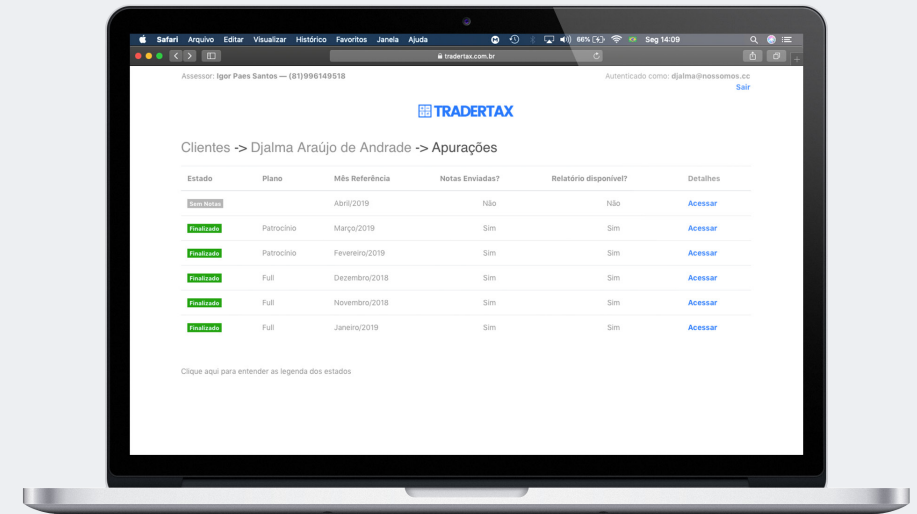 Safari Arquivo Editar Visualizar Histórico Favoritos Janela Ajuda 66% Seg 14:09
tradertax.com.br
Assessor: Igor Paes Santos — (81)996149518 Autenticado como: djalma@nossomos.cc
Sair
TRADERTAX
Clientes -> Djalma Araújo de Andrade -> Apurações
Estado Plano Mês Referência Notas Enviadas? Relatório disponível? Detalhes
Sem Notas Abril/2019 Não Não Acessar
Finalizado Patrocínio Março/2019 Sim Sim Acessar
Finalizado Patrocínio Fevereiro/2019 Sim Sim Acessar
Finalizado Full Dezembro/2018 Sim Sim Acessar
Finalizado Full Novembro/2018 Sim Sim Acessar
Finalizado Full Janeiro/2019 Sim Sim Acessar
Clique aqui para entender as legenda dos estados